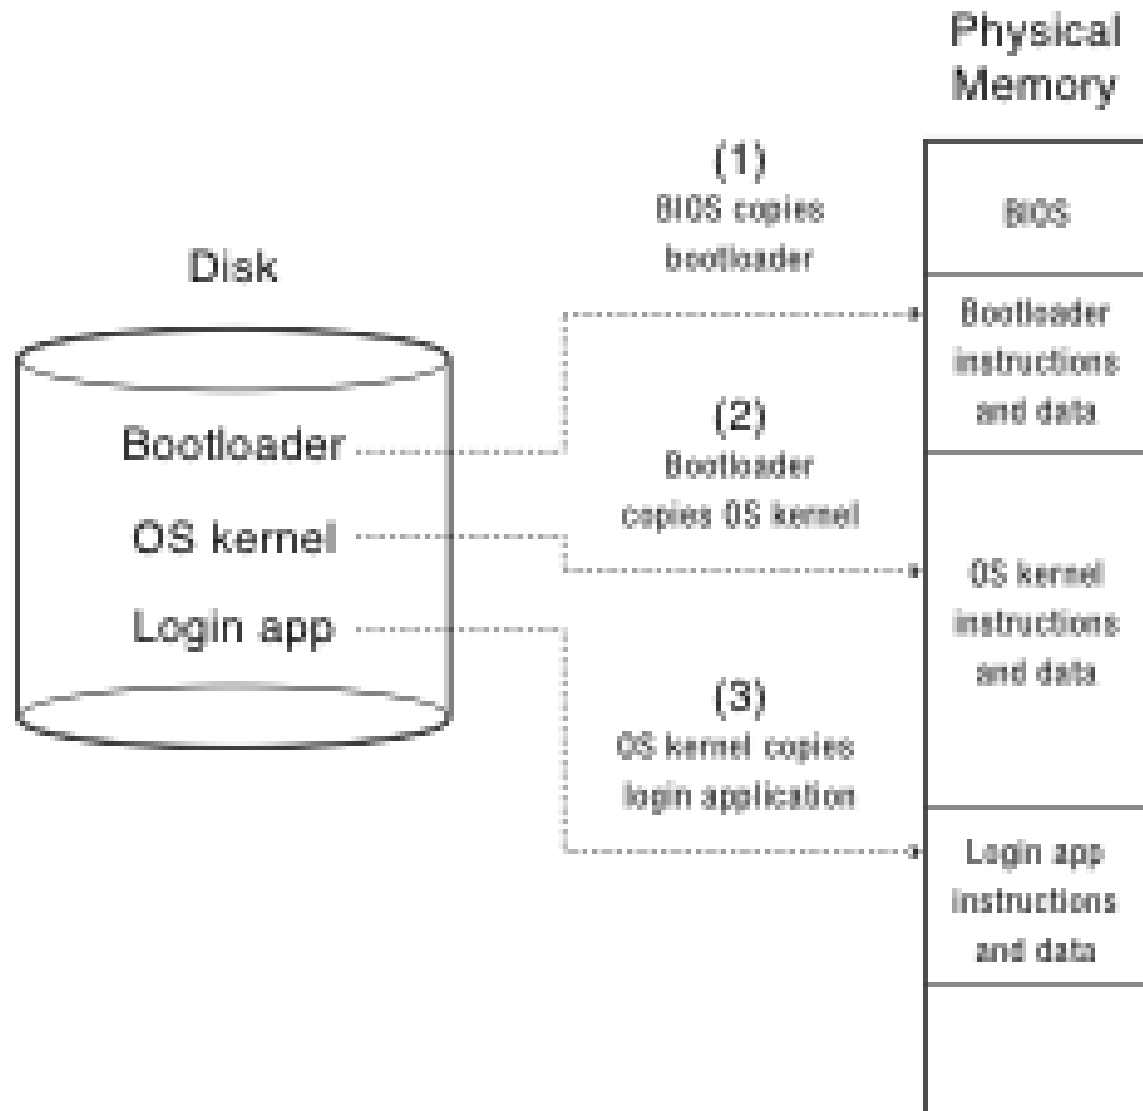 Physical
Memory
(1)
BIOS copies
bootloader
BIOS
Disk
Bootloader
instructions
and data
(2)
Bootloader
copies OS kernel
Bootloader
OS kernel
Login app
OS kernel
instructions
and data
(3)
OS kernel copies
login application
Login app
instructions
and data